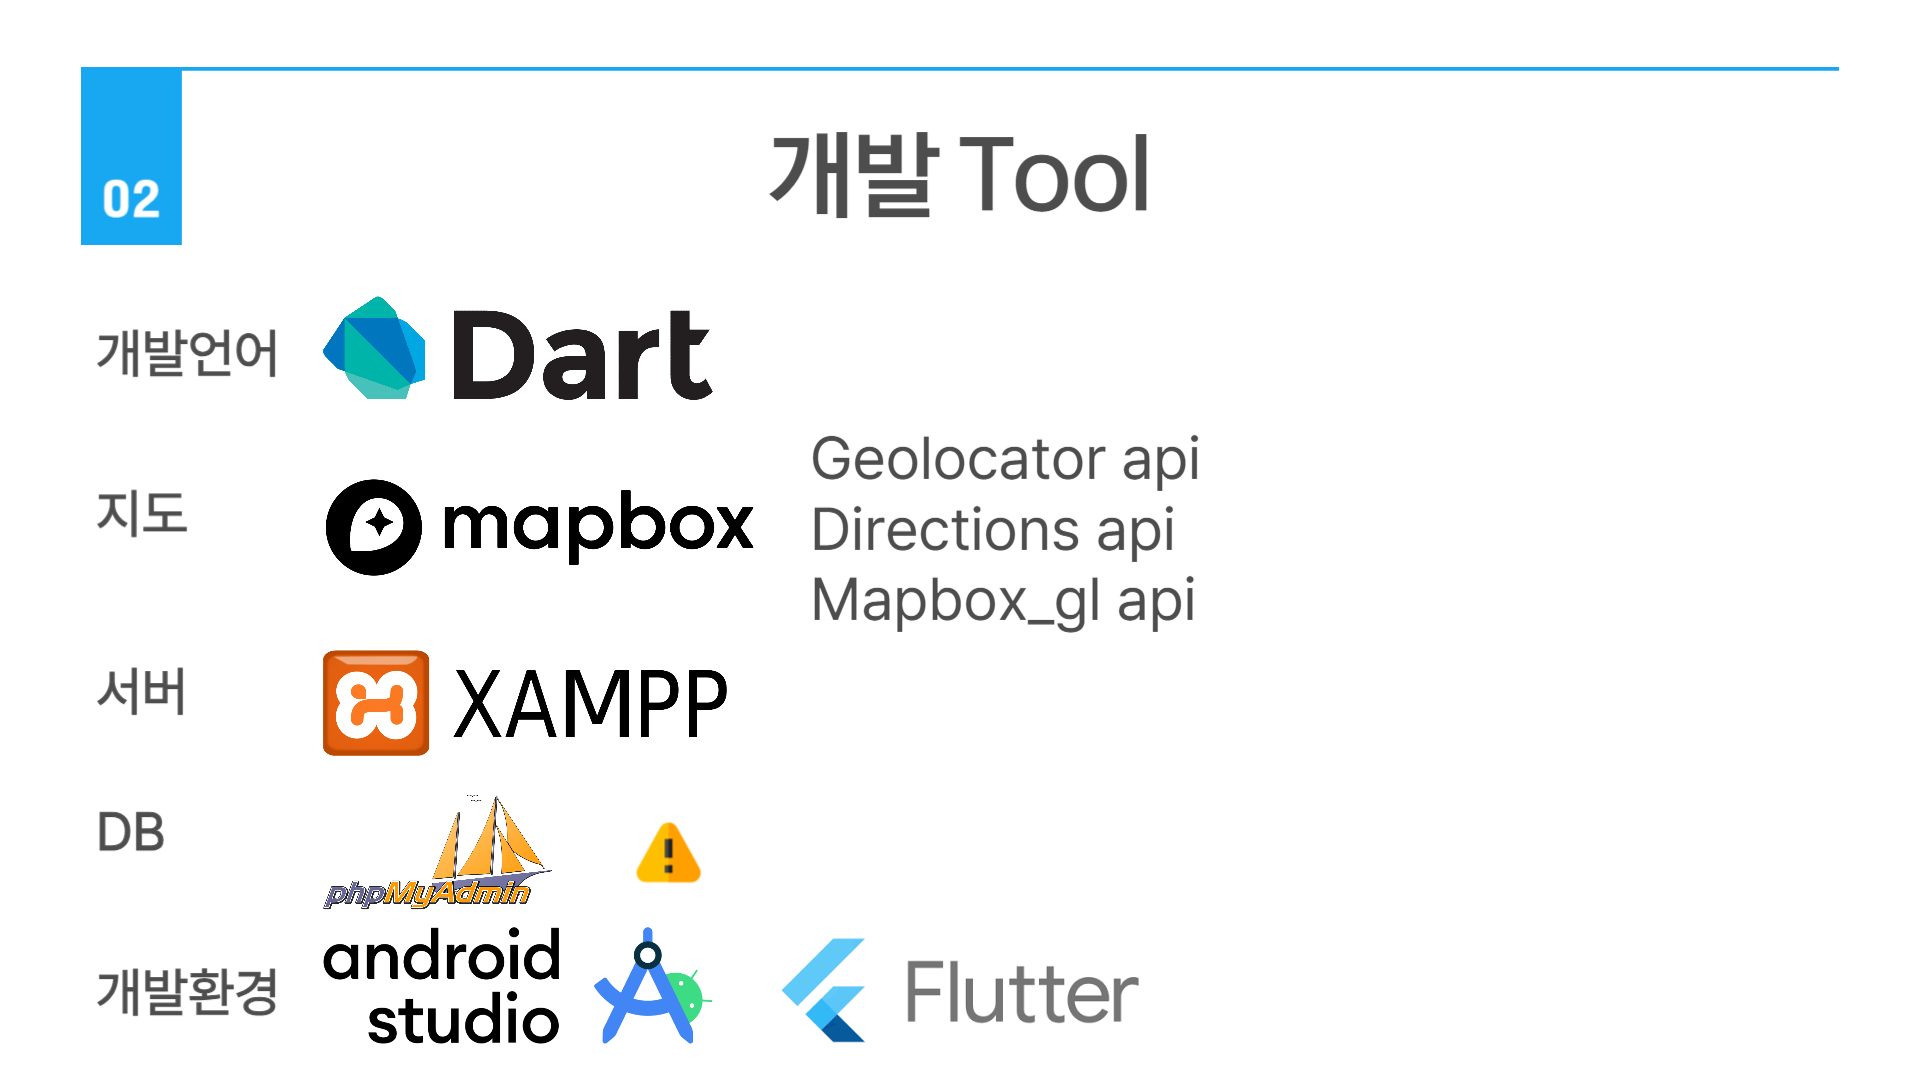 02
개발 Tool
개발언어
Dart
지도
mapbox
Geolocator api
Directions api
Mapbox_gl api
서버
XAMPP
DB
phpMyAdmin
개발환경
android
studio
Flutter